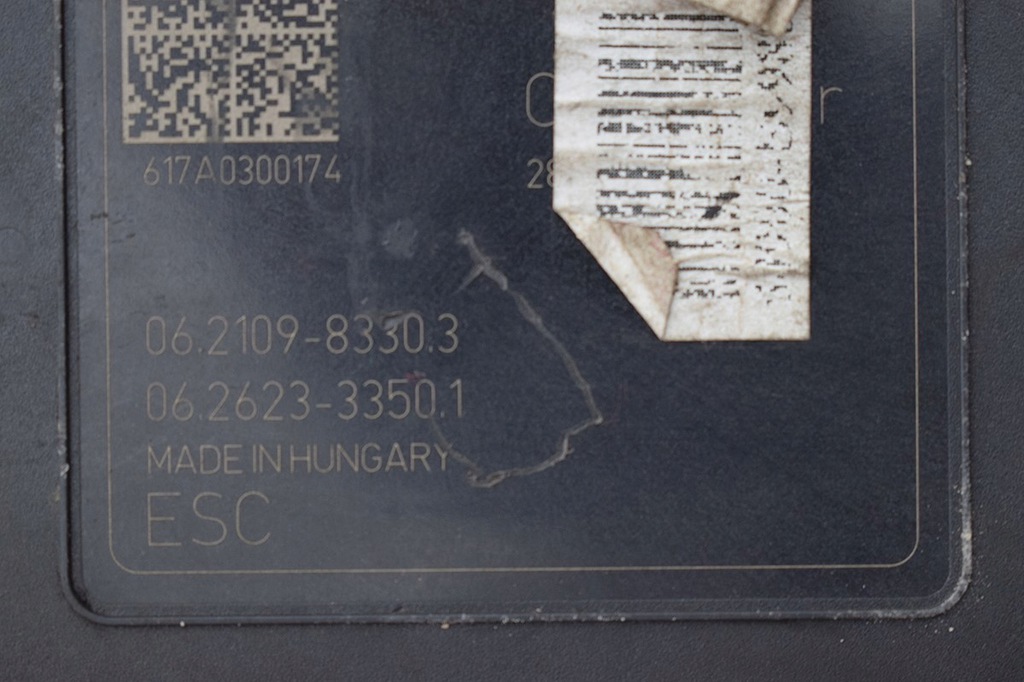 617A0300174
06.2109-8330.3
06.2623-3350.1
MADE IN HUNGARY
ESC